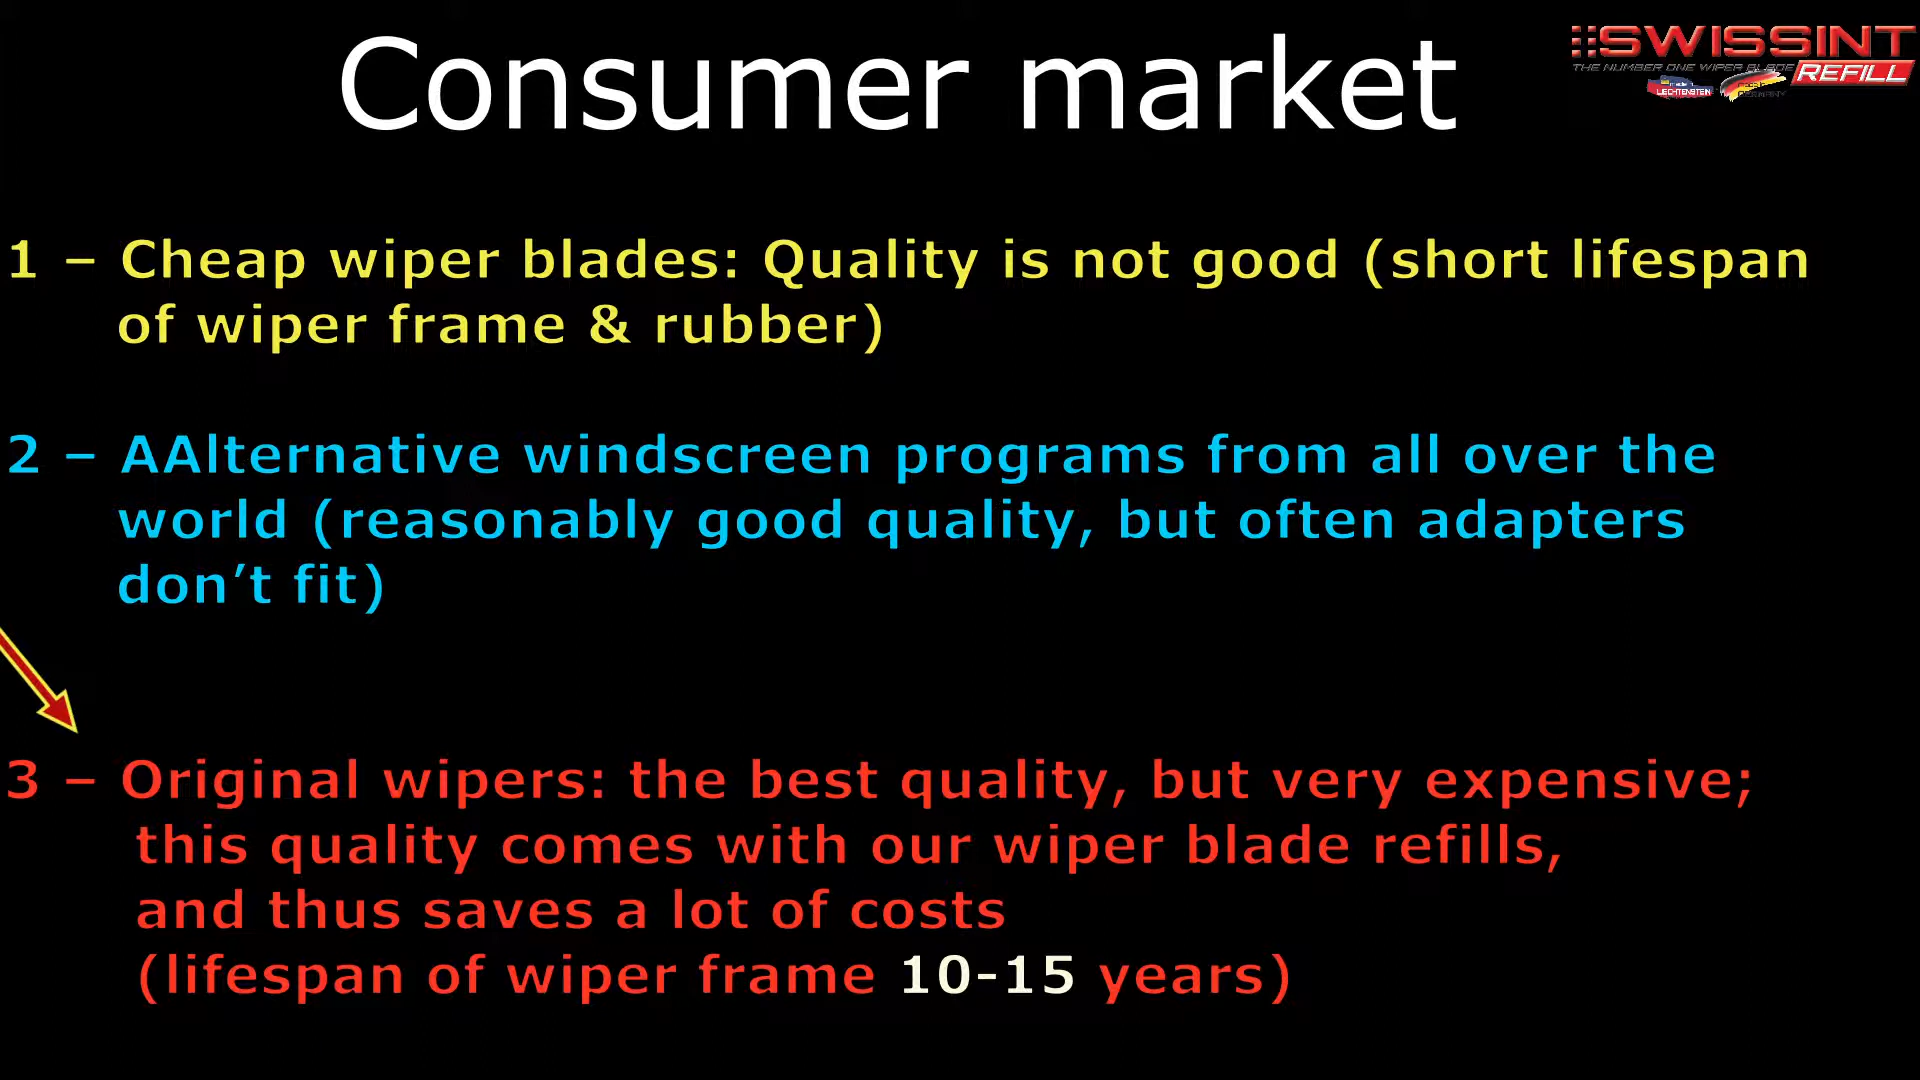 Consumer market
SWISSINT
THE NUMBER ONE WIPER BLADE
REFILL
LIECHTENSTEIN
GERMANY
1 – Cheap wiper blades: Quality is not good (short lifespan
of wiper frame & rubber)
2 – AAlternative windscreen programs from all over the
world (reasonably good quality, but often adapters
don’t fit)
3 – Original wipers: the best quality, but very expensive;
this quality comes with our wiper blade refills,
and thus saves a lot of costs
(lifespan of wiper frame 10-15 years)